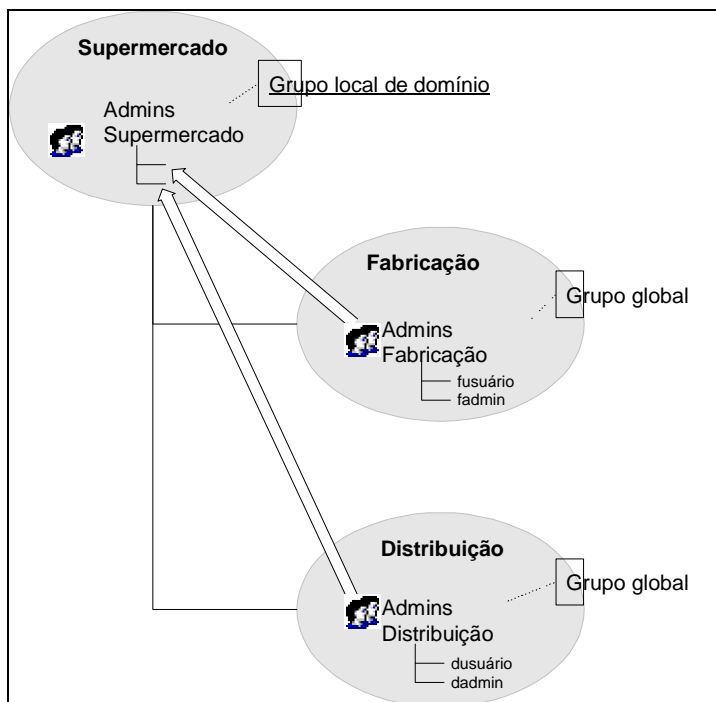 Supermercado
Grupo local de domínio
Admins
Supermercado
Fabricação
Grupo global
Admins
Fabricação
fusuário
fadmin
Distribuição
Grupo global
Admins
Distribuição
dusuário
dadmin